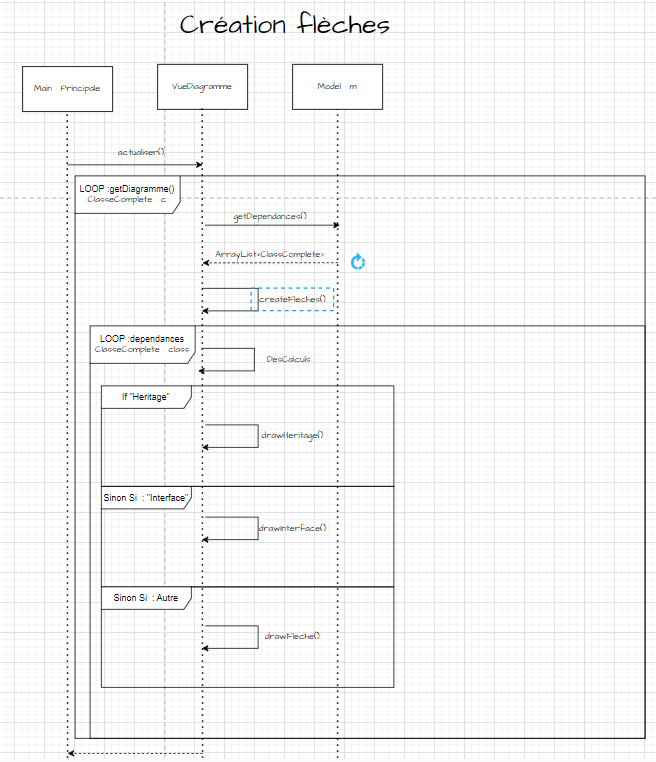 Création flèches
Main : Principale
VueDiagramme
Model : m
actualiser()
LOOP :getDiagramme()
ClasseComplete : c
getDependances()
ArrayList<ClassComplete>
createFleches()
LOOP :dependances
ClasseComplete : class
DesCalculs
If "Heritage"
drawHeritage()
Sinon Si : "Interface"
drawInterface()
Sinon Si : Autre
drawFleche()